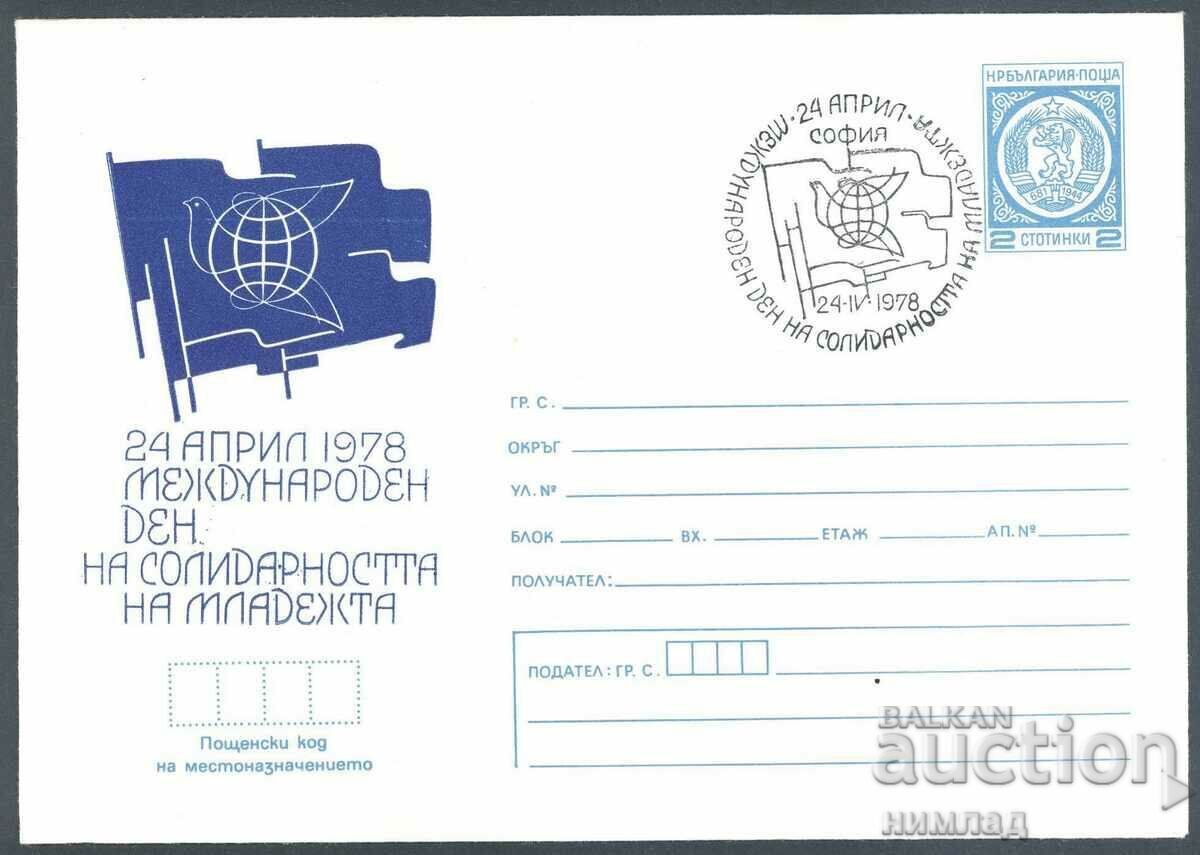 24 АПРИЛ 1978
МЕЖДУНАРОДЕН
ДЕН
НА СОЛИДАРНОСТТА
НА МЛАДЕЖТА
Пощенски код
на местоназначението
МЕЖДУНАРОДЕН ДЕН НА СОЛИДАРНОСТТА НА МЛАДЕЖТА · 24 АПРИЛ ·
СОФИЯ
24·IV·1978
НРБЪЛГАРИЯ·ПОЩА
681 1944
2 СТОТИНКИ 2
ГР. С.
ОКРЪГ
УЛ. №
БЛОК ВХ. ЕТАЖ АП. №
ПОЛУЧАТЕЛ:
ПОДАТЕЛ: ГР. С.
BALKAN
auction
НИМЛАД